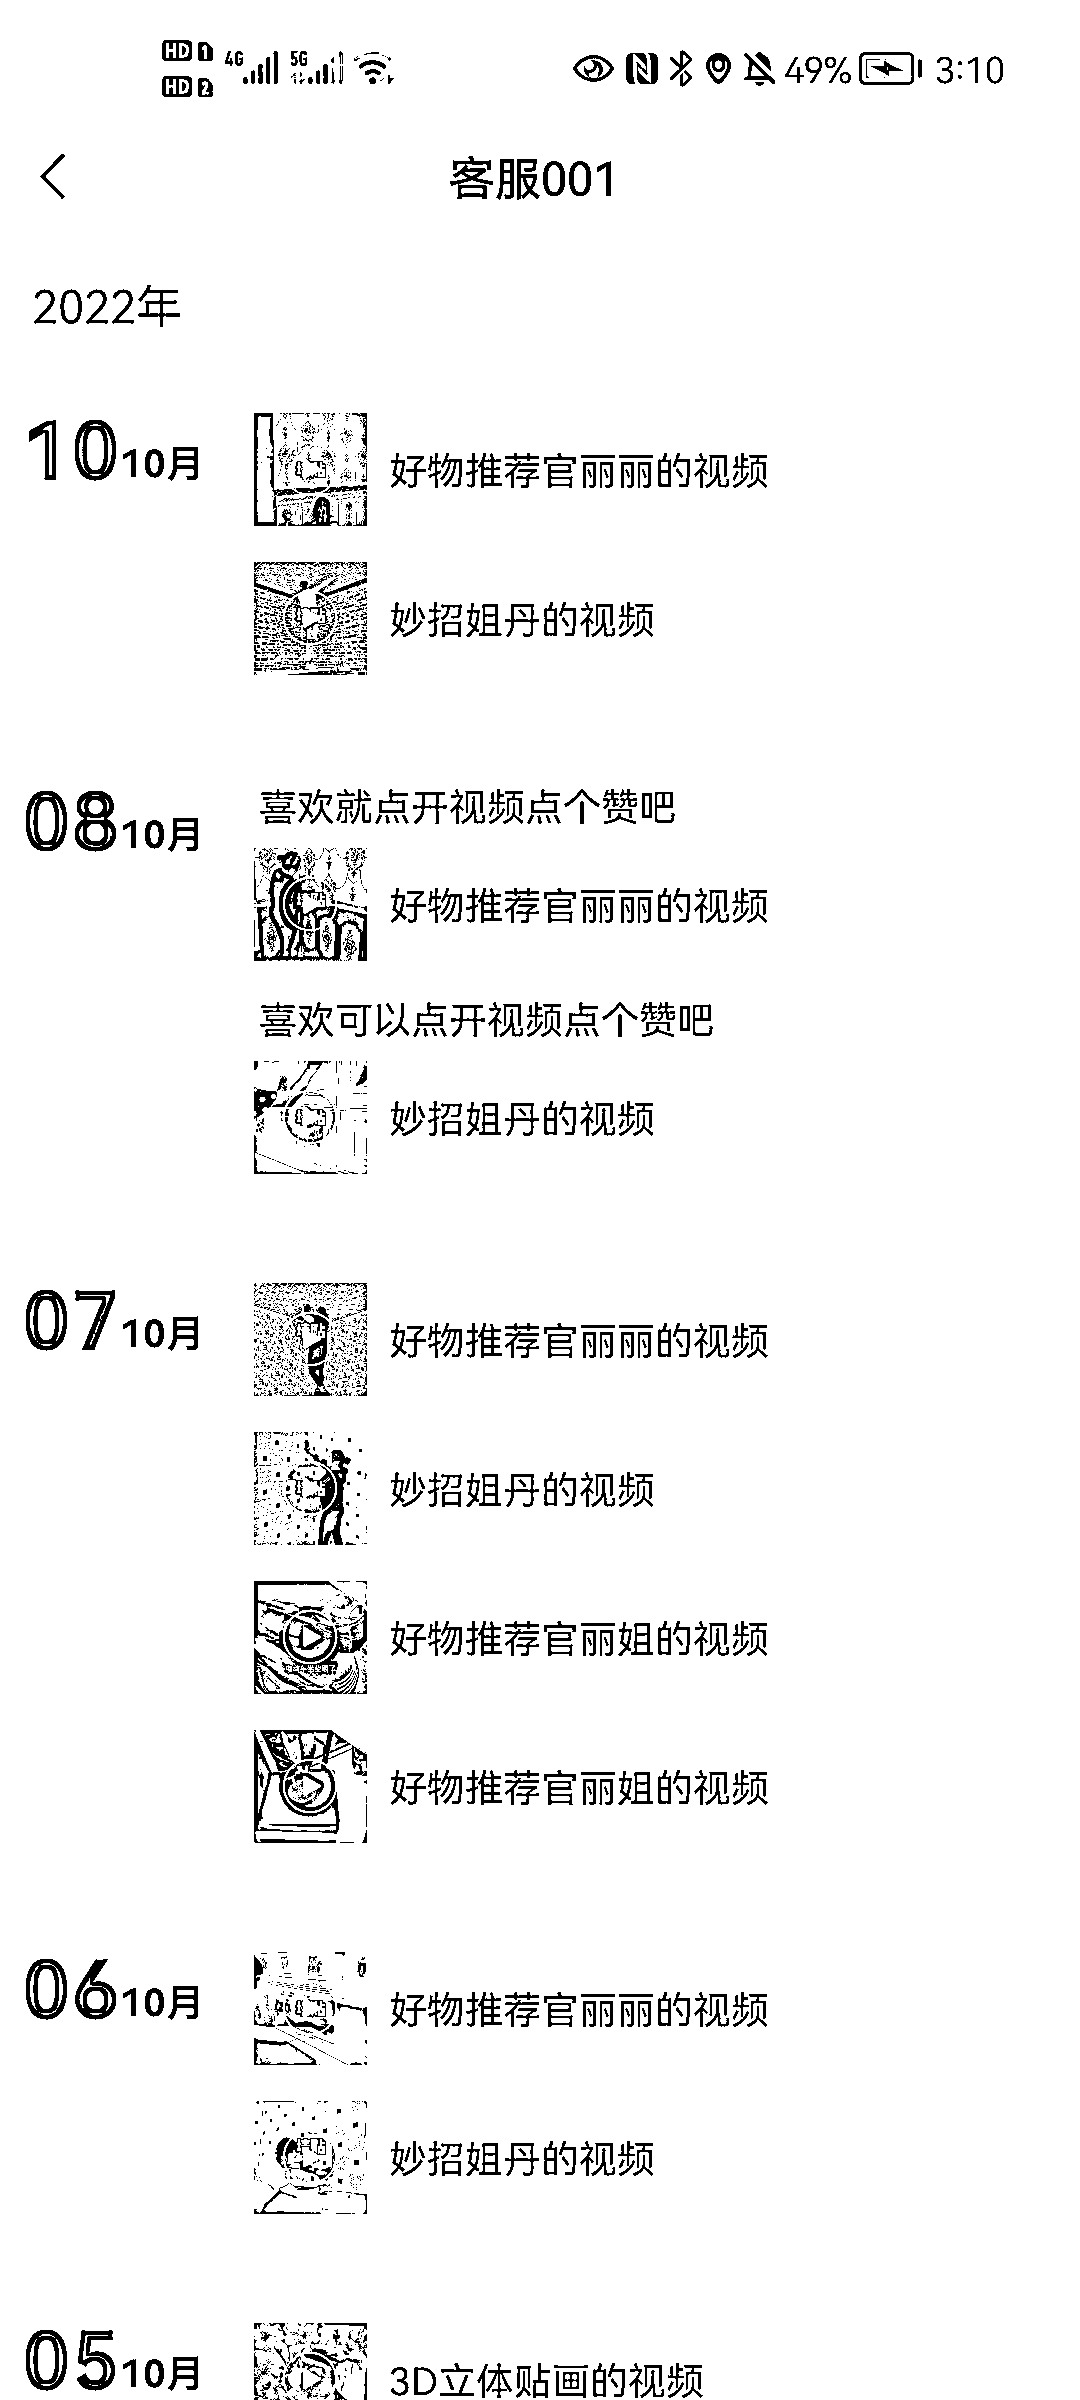 HD 1 4G 5G 49% 3:10
HD 2
客服001
2022年
10 10月
好物推荐官丽丽的视频
妙招姐丹的视频
08 10月
喜欢就点开视频点个赞吧
好物推荐官丽丽的视频
喜欢可以点开视频点个赞吧
妙招姐丹的视频
07 10月
好物推荐官丽丽的视频
妙招姐丹的视频
好物推荐官丽姐的视频
好物推荐官丽姐的视频
06 10月
好物推荐官丽丽的视频
妙招姐丹的视频
05 10月
3D立体贴画的视频